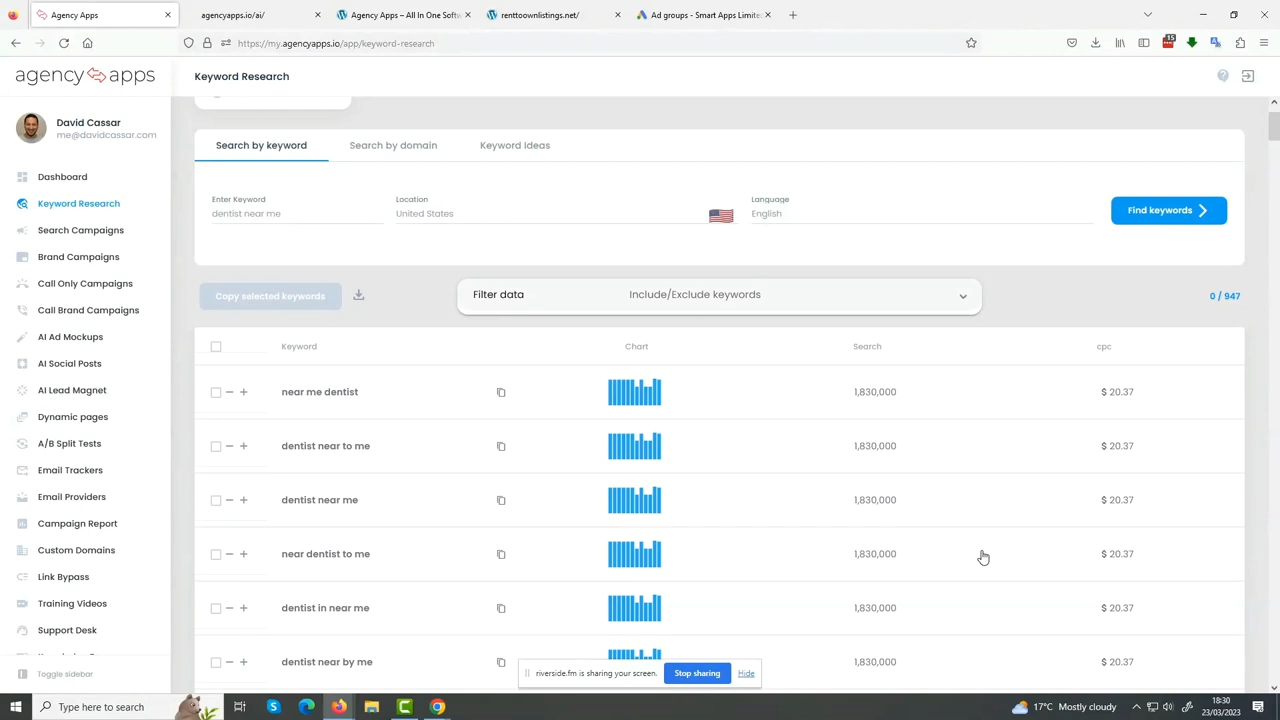 Agency Apps
agencyapps.io/ai/
Agency Apps – All In One Softw
renttoownlistings.net/
Ad groups - Smart Apps Limite
https://my.agencyapps.io/app/keyword-research
15
agency apps
Keyword Research
David Cassar
me@davidcassar.com
Dashboard
Keyword Research
Search Campaigns
Brand Campaigns
Call Only Campaigns
Call Brand Campaigns
AI Ad Mockups
AI Social Posts
AI Lead Magnet
Dynamic pages
A/B Split Tests
Email Trackers
Email Providers
Campaign Report
Custom Domains
Link Bypass
Training Videos
Support Desk
Toggle sidebar
Search by keyword
Search by domain
Keyword Ideas
Enter Keyword
Location
Language
dentist near me
United States
English
Find keywords
Copy selected keywords
Filter data
Include/Exclude keywords
0 / 947
Keyword Chart Search cpc
near me dentist 1,830,000 $ 20.37
dentist near to me 1,830,000 $ 20.37
dentist near me 1,830,000 $ 20.37
near dentist to me 1,830,000 $ 20.37
dentist in near me 1,830,000 $ 20.37
dentist near by me 1,830,000 $ 20.37
riverside.fm is sharing your screen.
Stop sharing
Hide
Type here to search
17°C Mostly cloudy
18:30
23/03/2023